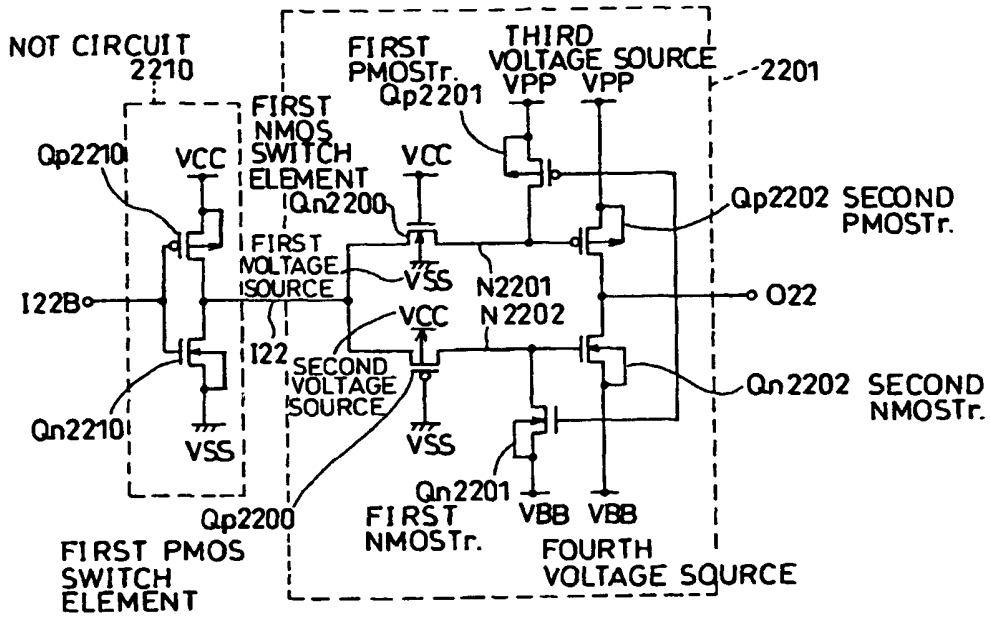 NOT CIRCUIT
2210
FIRST
PMOSTr.
Qp2201
THIRD
VOLTAGE SOURCE
VPP VPP
2201
FIRST
NMOS
SWITCH
ELEMENT
Qn2200
Qp2210
VCC
VCC
Qp2202 SECOND
PMOSTr.
FIRST
VOLTAGE
SOURCE
VSS
N2201
N2202
I22B
O22
I22
VCC
SECOND
VOLTAGE
SOURCE
Qn2202 SECOND
NMOSTr.
Qn2210
VSS
VSS
Qp2200
Qn2201
FIRST
NMOSTr.
VBB VBB
FIRST PMOS
SWITCH
ELEMENT
FOURTH
VOLTAGE SOURCE